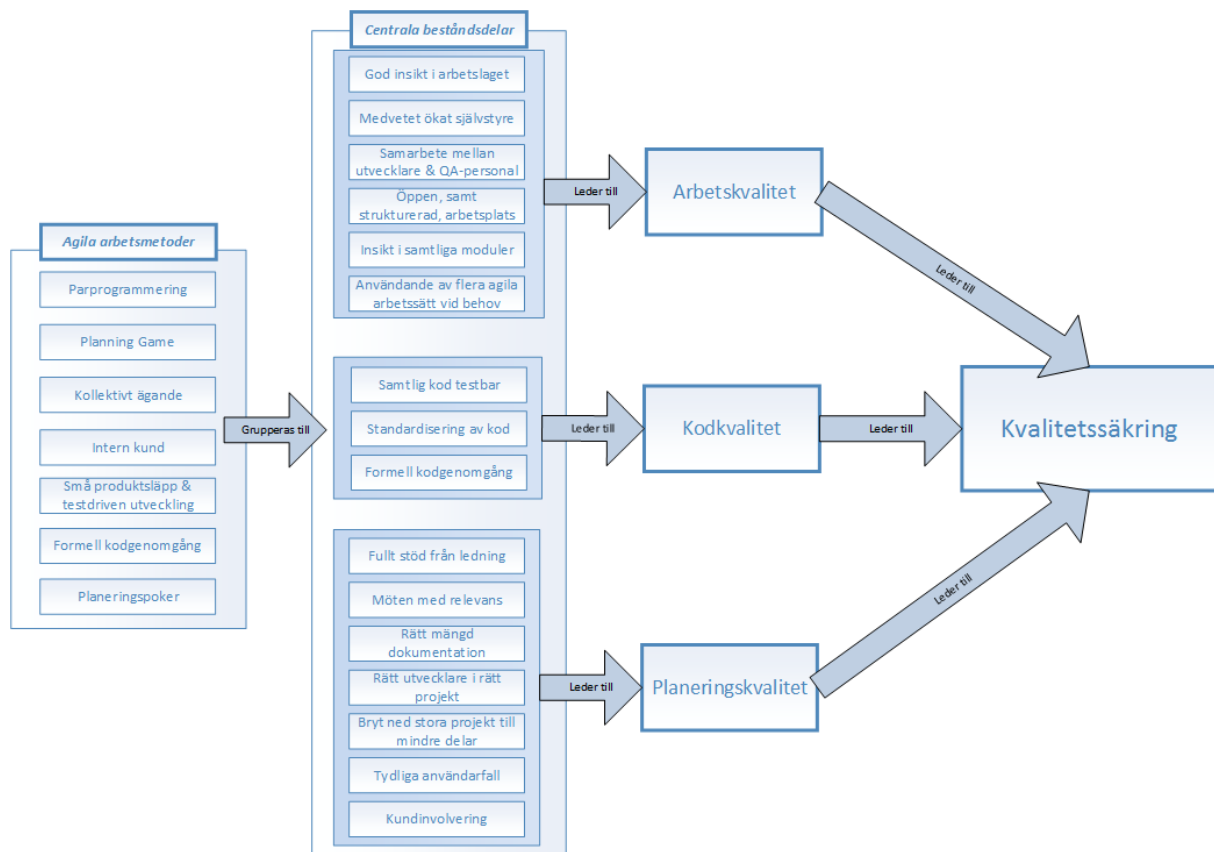 Agila arbetsmetoder
Parprogrammering
Planning Game
Kollektivt ägande
Intern kund
Små produktsläpp &
testdriven utveckling
Formell kodgenomgång
Planeringspoker
Grupperas till
Centrala beståndsdelar
God insikt i arbetslaget
Medvetet ökat självstyre
Samarbete mellan
utvecklare & QA-personal
Öppen, samt
strukturerad, arbetsplats
Insikt i samtliga moduler
Användande av flera agila
arbetssätt vid behov
Samtlig kod testbar
Standardisering av kod
Formell kodgenomgång
Fullt stöd från ledning
Möten med relevans
Rätt mängd
dokumentation
Rätt utvecklare i rätt
projekt
Bryt ned stora projekt till
mindre delar
Tydliga användarfall
Kundinvolvering
Leder till
Leder till
Leder till
Arbetskvalitet
Kodkvalitet
Planeringskvalitet
Leder till
Leder till
Leder till
Kvalitetssäkring